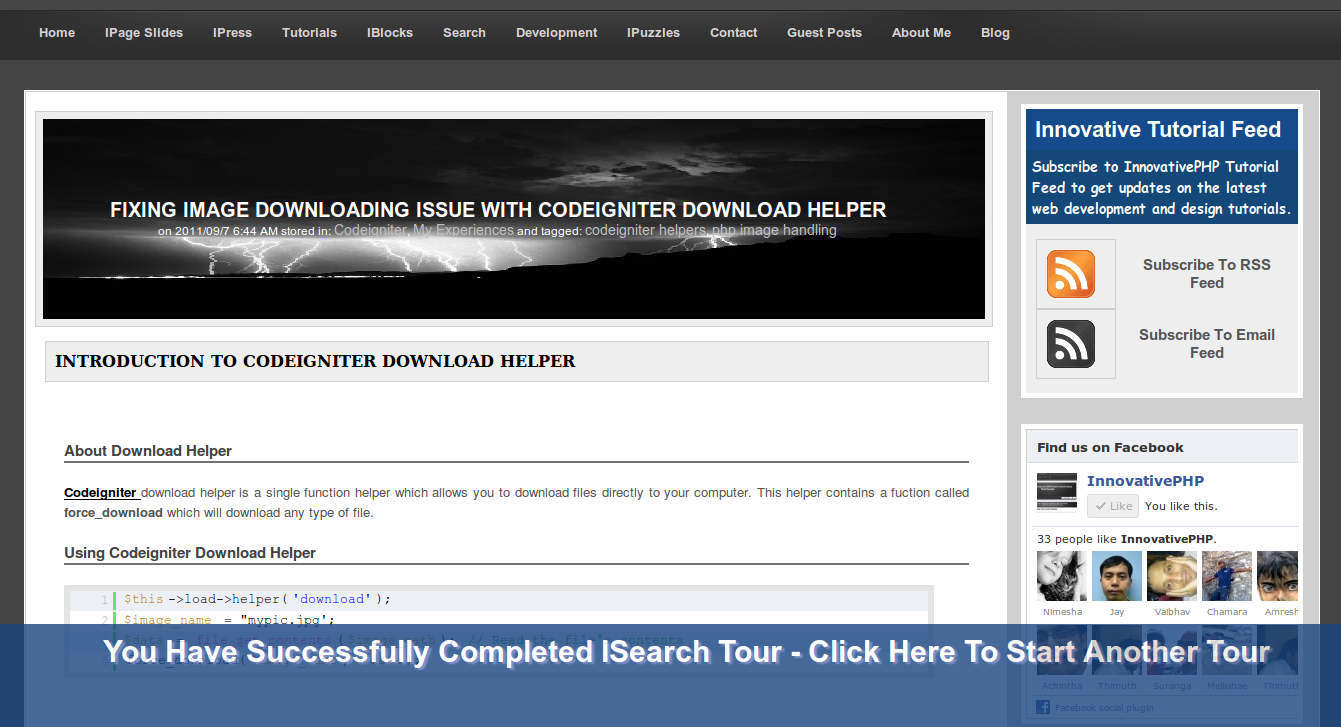 Home IPage Slides IPress Tutorials IBlocks Search Development IPuzzles Contact Guest Posts About Me Blog
FIXING IMAGE DOWNLOADING ISSUE WITH CODEIGNITER DOWNLOAD HELPER
on 2011/09/7 6:44 AM stored in: Codeigniter, My Experiences and tagged: codeigniter helpers, php image handling
INTRODUCTION TO CODEIGNITER DOWNLOAD HELPER
About Download Helper
Codeigniter download helper is a single function helper which allows you to download files directly to your computer. This helper contains a fuction called
force_download which will download any type of file.
Using Codeigniter Download Helper
1 $this->load->helper('download');
2 $image_name = "mypic.jpg';
$data = file_get_contents($image_path); // Read the file's contents
You Have Successfully Completed ISearch Tour - Click Here To Start Another Tour
Innovative Tutorial Feed
Subscribe to InnovativePHP Tutorial
Feed to get updates on the latest
web development and design tutorials.
Subscribe To RSS
Feed
Subscribe To Email
Feed
Find us on Facebook
InnovativePHP
Like You like this.
33 people like InnovativePHP.
Nimesha Jay Vaibhav Chamara Amresh
Achintha Thimuth Suranga Mellanae Thimuth
Facebook social plugin